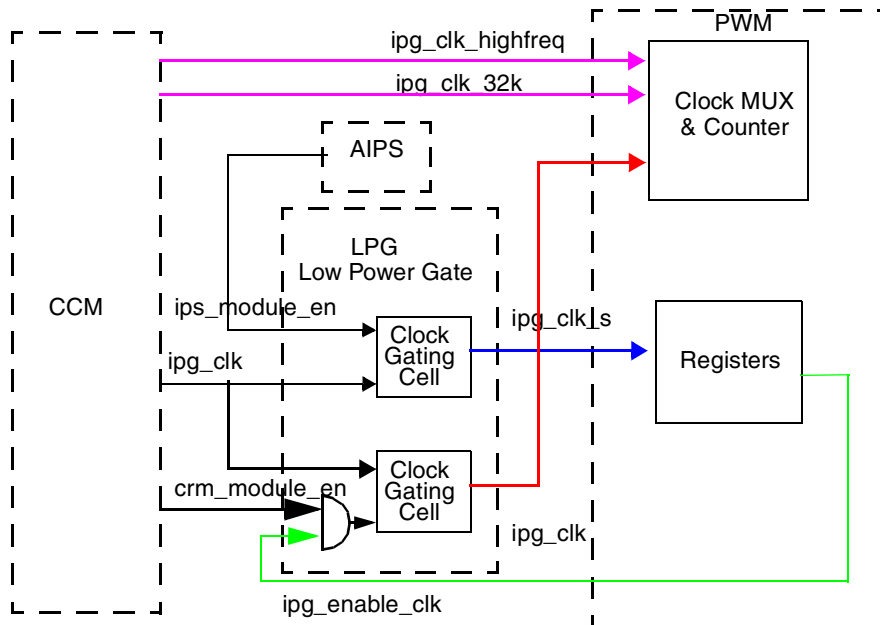 PWM
ipg_clk_highfreq
ipg_clk_32k
Clock MUX
& Counter
AIPS
LPG
Low Power Gate
CCM
ips_module_en
ipg_clk_s
Clock
Gating
Cell
Registers
ipg_clk
crm_module_en
Clock
Gating
Cell
ipg_clk
ipg_enable_clk